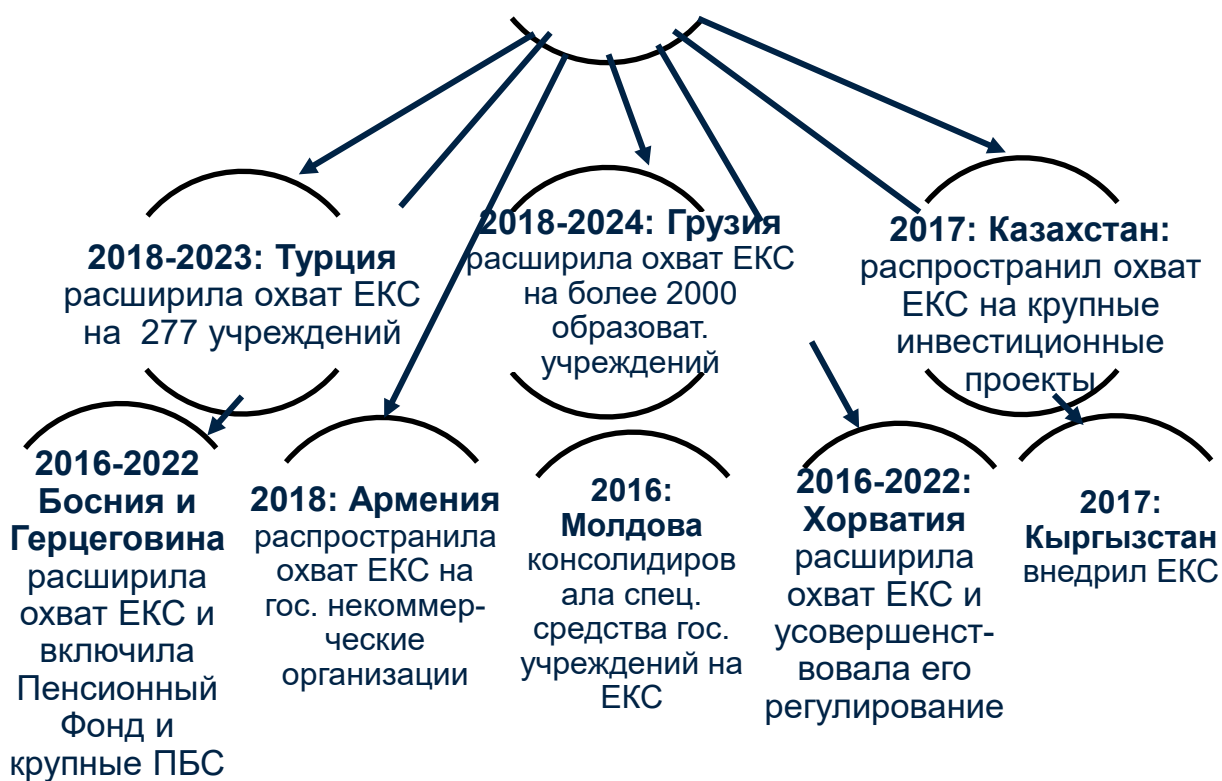 2018-2023: Турция
расширила охват ЕКС
на 277 учреждений
2018-2024: Грузия
расширила охват ЕКС
на более 2000
образоват.
учреждений
2017: Казахстан:
распространил охват
ЕКС на крупные
инвестиционные
проекты
2016-2022
Босния и
Герцеговина
расширила
охват ЕКС и
включила
Пенсионный
Фонд и
крупные ПБС
2018: Армения
распространила
охват ЕКС на
гос. некоммер-
ческие
организации
2016:
Молдова
консолидиров
ала спец.
средства гос.
учреждений на
ЕКС
2016-2022:
Хорватия
расширила
охват ЕКС и
усовершенст-
вовала его
регулирование
2017:
Кыргызстан
внедрил ЕКС